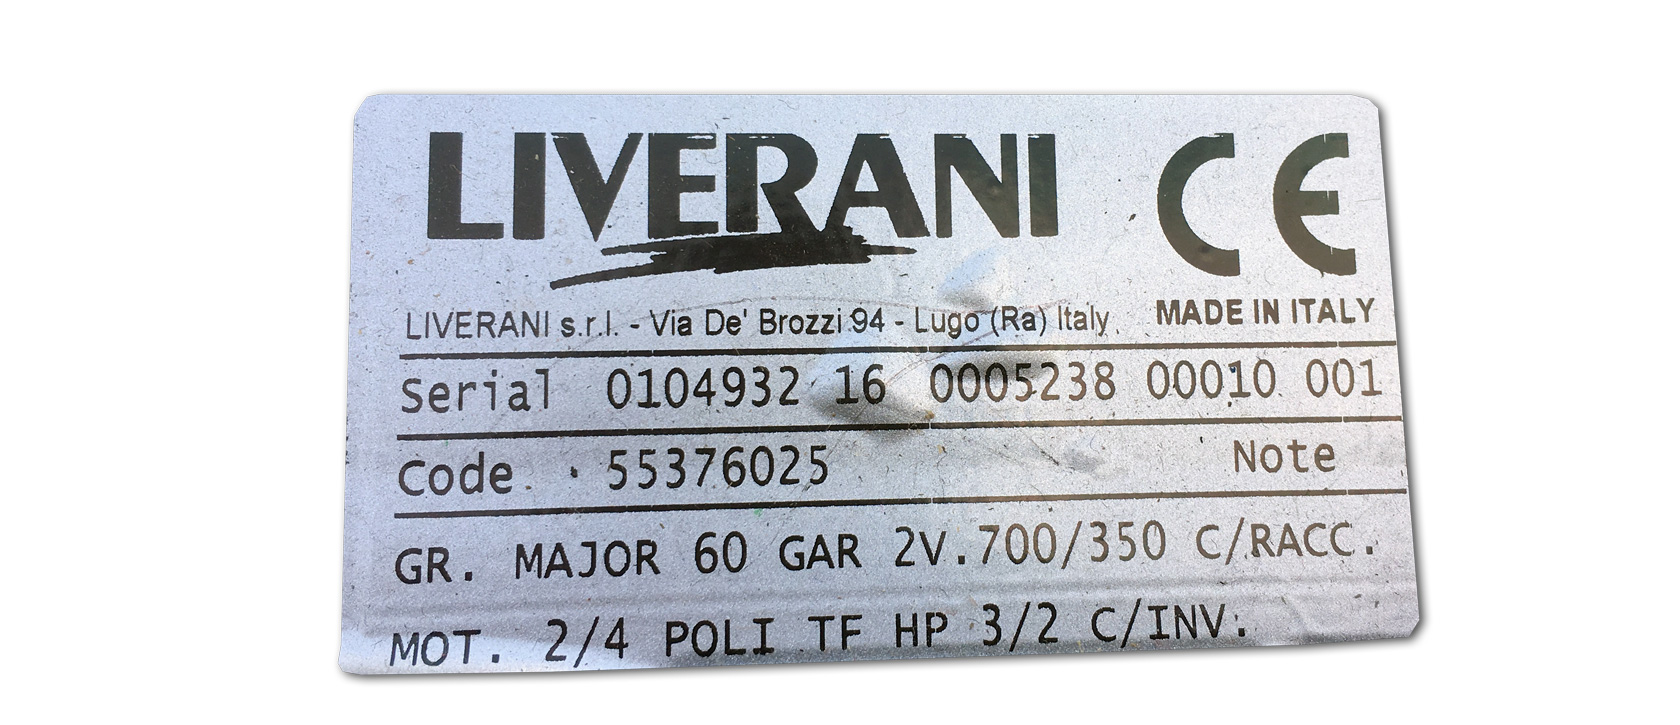 LIVERANI CE
LIVERANI s.r.l. - Via De' Brozzi 94 - Lugo (Ra) Italy. MADE IN ITALY
Serial 0104932 16 0005238 00010 001
Code 55376025 Note
GR. MAJOR 60 GAR 2V.700/350 C/RACC.
MOT. 2/4 POLI TF HP 3/2 C/INV.